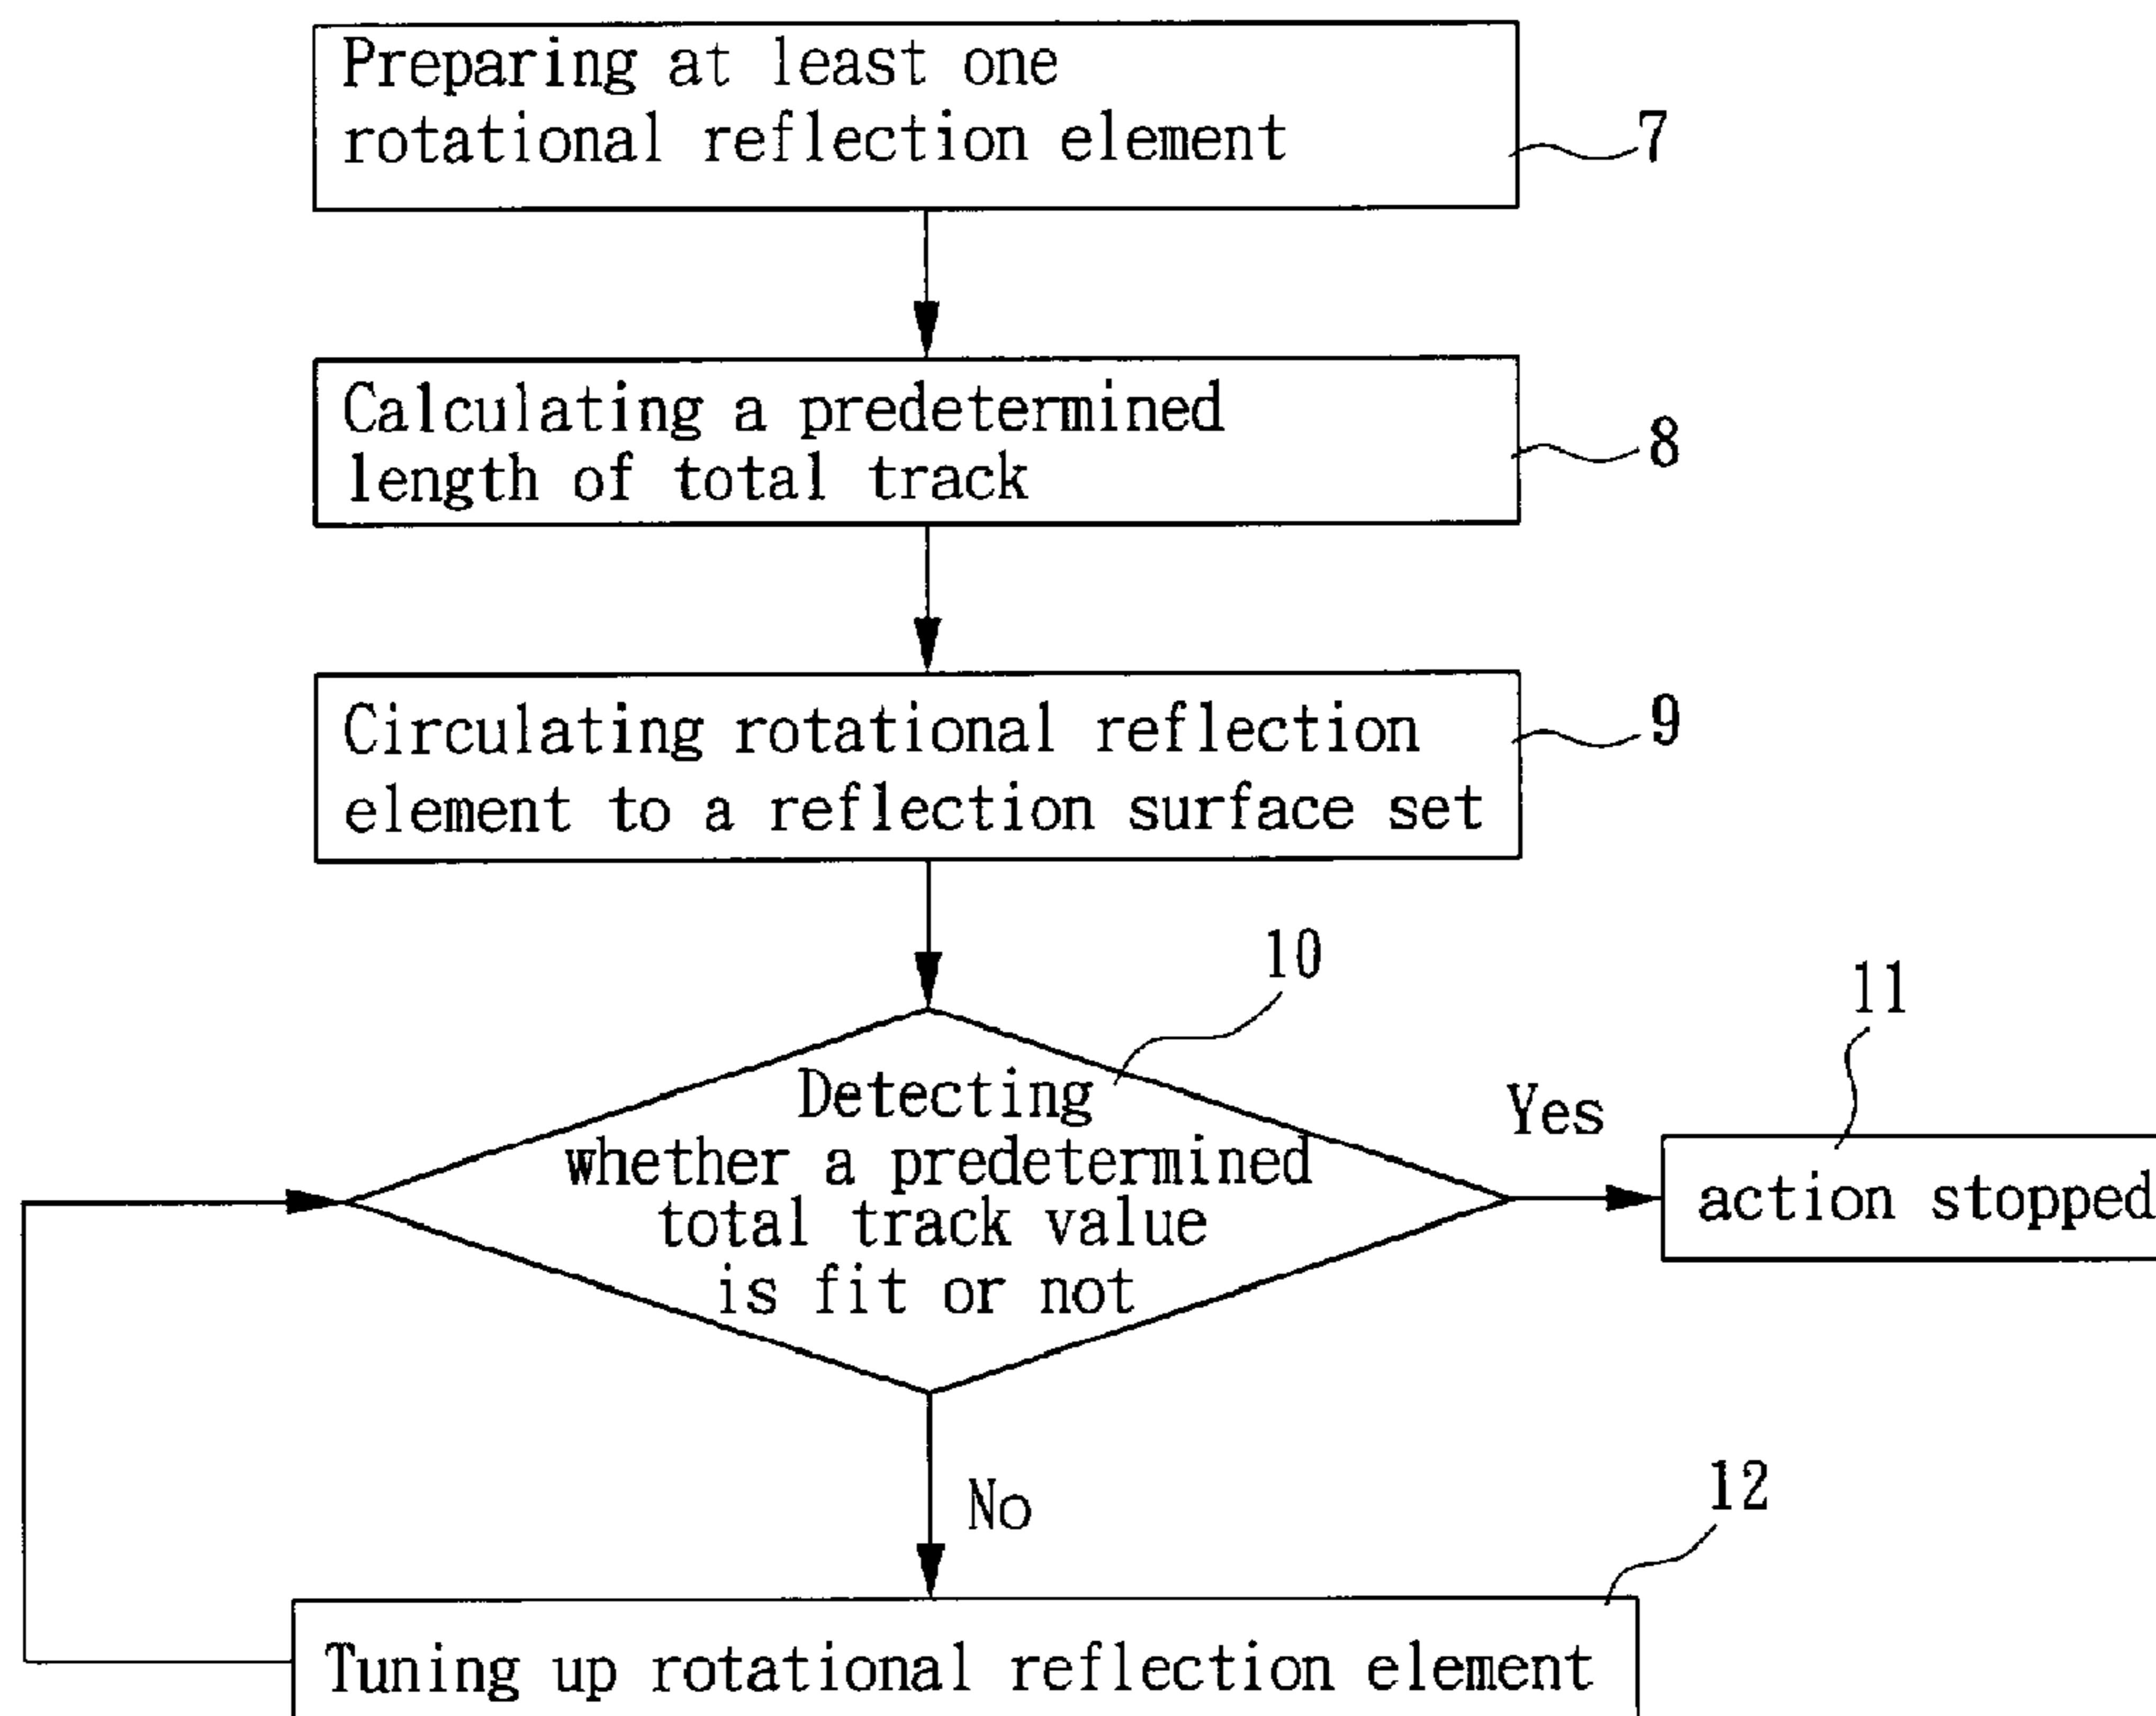 Preparing at least one
rotational reflection element
7
Calculating a predetermined
length of total track
8
Circulating rotational reflection
element to a reflection surface set
9
10
Detecting
whether a predetermined
total track value
is fit or not
Yes
11
action stopped
No
12
Tuning up rotational reflection element